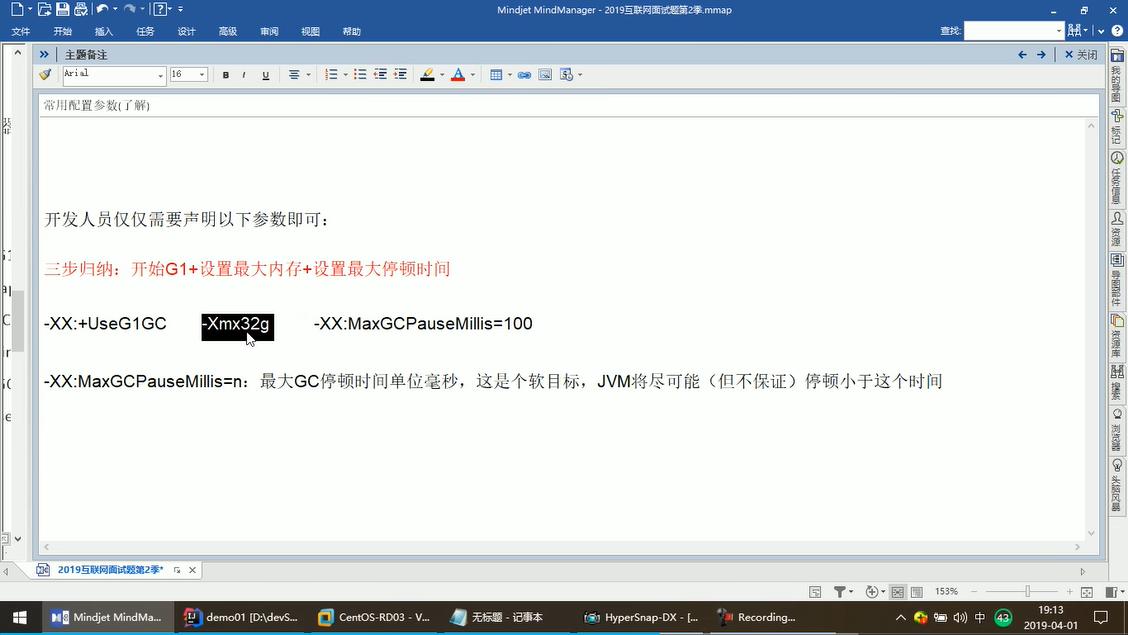 Mindjet MindManager - 2019互联网面试题第2季.mmap
文件 开始 插入 任务 设计 高级 审阅 视图 帮助 查找:
主题备注 关闭
Arial 16 B I U
常用配置参数(了解)
开发人员仅仅需要声明以下参数即可：
三步归纳：开始G1+设置最大内存+设置最大停顿时间
-XX:+UseG1GC -Xmx32g -XX:MaxGCPauseMillis=100
-XX:MaxGCPauseMillis=n：最大GC停顿时间单位毫秒，这是个软目标，JVM将尽可能（但不保证）停顿小于这个时间
我的导图
标记
任务信息
资源
导图部件
资源库
搜索
浏览器
头脑风暴
2019互联网面试题第2季*
153%
Mindjet MindMa... demo01 [D:\devS... CentOS-RD03 - V... 无标题 - 记事本 HyperSnap-DX - [... Recording... 中 43 19:13
2019-04-01